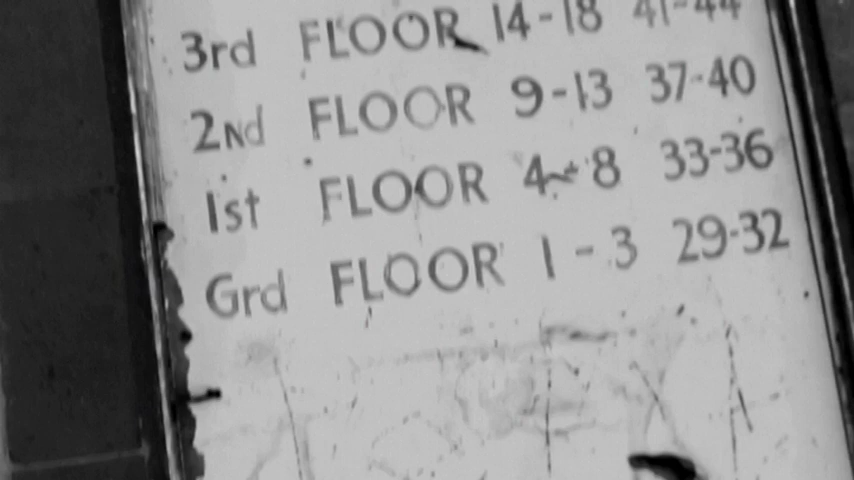 3rd FLOOR 14-18 41-44
2Nd FLOOR 9-13 37-40
1st FLOOR 4-8 33-36
Grd FLOOR 1-3 29-32